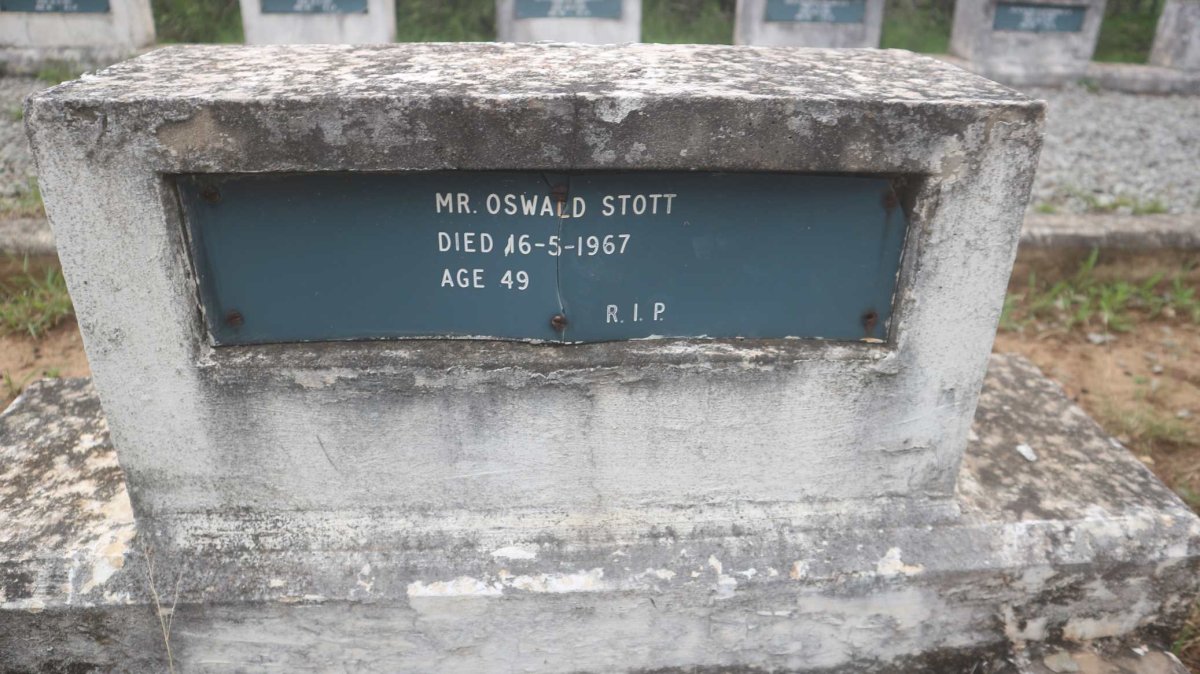 MR. OSWALD STOTT
DIED 16-5-1967
AGE 49
R. I. P.